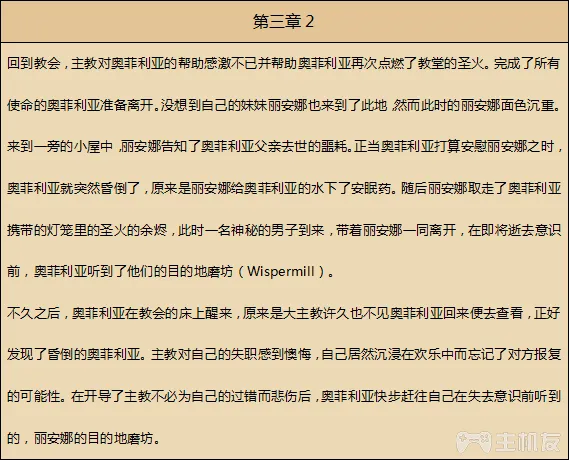 第三章 2
回到教会，主教对奥菲利亚的帮助感激不已并帮助奥菲利亚再次点燃了教堂的圣火。完成了所有
使命的奥菲利亚准备离开。没想到自己的妹妹丽安娜也来到了此地，然而此时的丽安娜面色沉重。
来到一旁的小屋中，丽安娜告知了奥菲利亚父亲去世的噩耗。正当奥菲利亚打算安慰丽安娜之时，
奥菲利亚就突然昏倒了，原来是丽安娜给奥菲利亚的水下了安眠药。随后丽安娜取走了奥菲利亚
携带的灯笼里的圣火的余烬，此时一名神秘的男子到来，带着丽安娜一同离开，在即将逝去意识
前，奥菲利亚听到了他们的目的地磨坊（Wispermill）。
不久之后，奥菲利亚在教会的床上醒来，原来是大主教许久也不见奥菲利亚回来便去查看，正好
发现了昏倒的奥菲利亚。主教对自己的失职感到懊悔，自己居然沉浸在欢乐中而忘记了对方报复
的可能性。在开导了主教不必为自己的过错而悲伤后，奥菲利亚快步赶往自己在失去意识前听到
的，丽安娜的目的地磨坊。
主机友